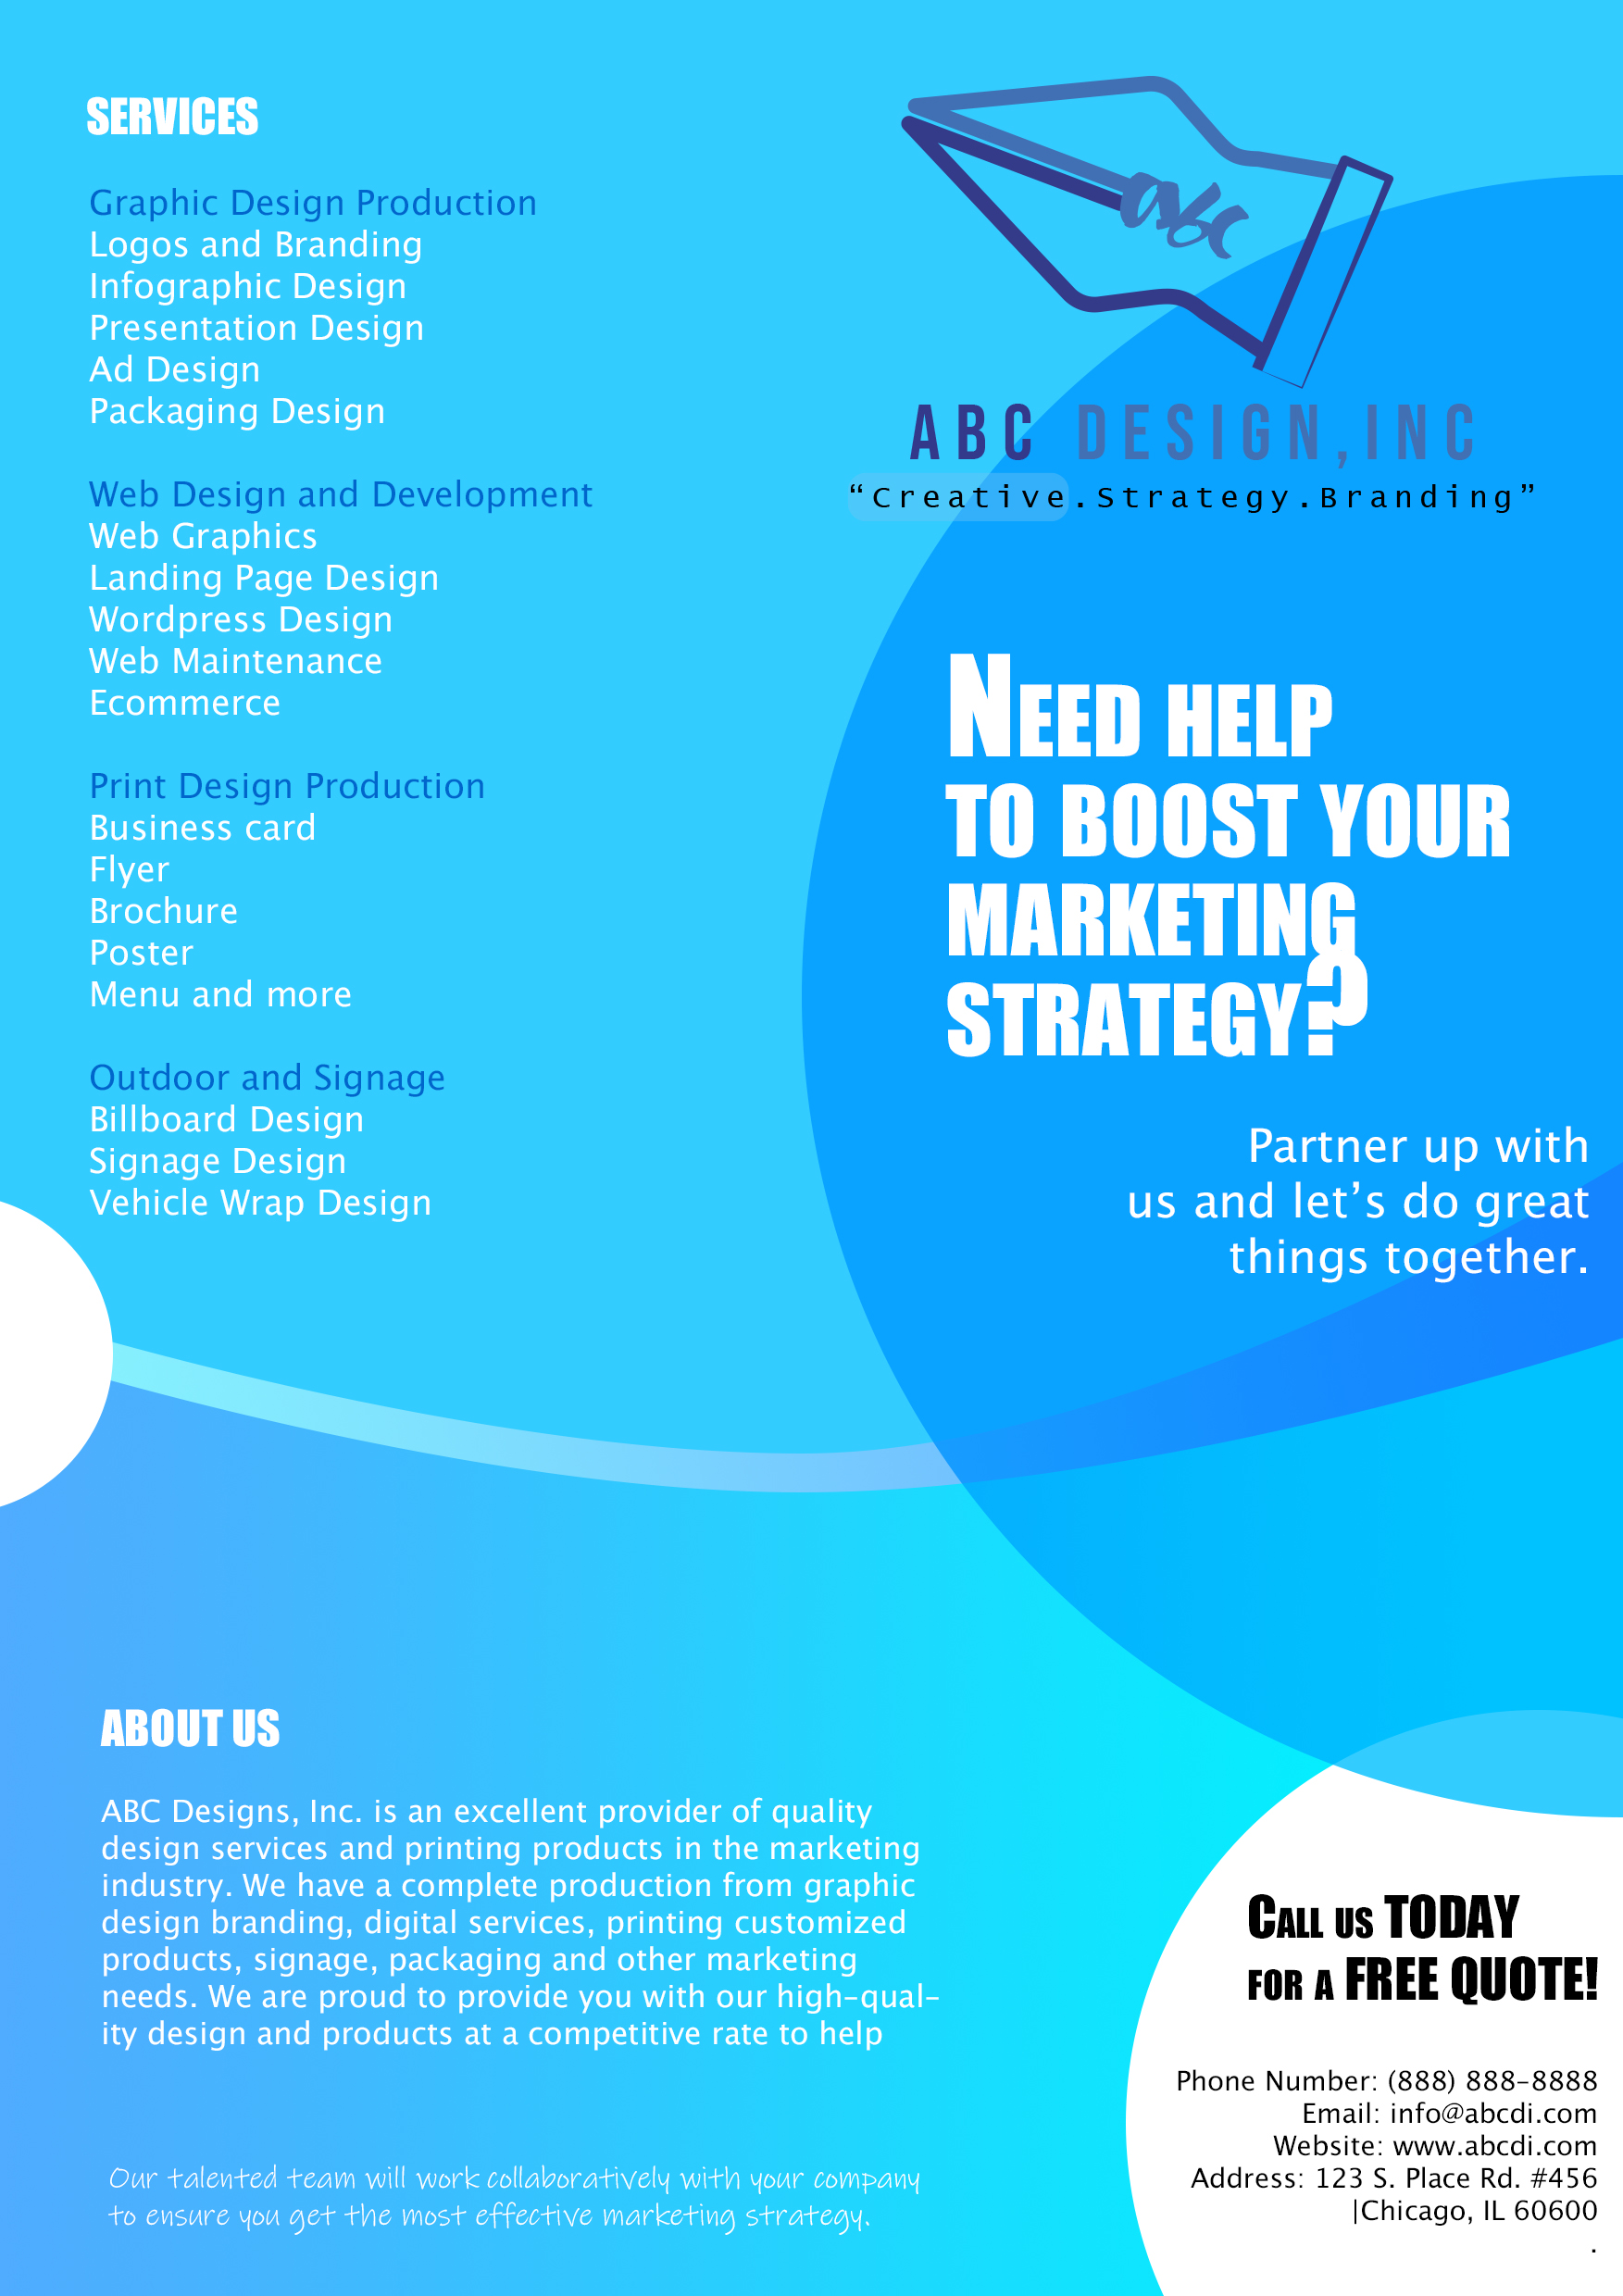 SERVICES
Graphic Design Production
Logos and Branding
Infographic Design
Presentation Design
Ad Design
Packaging Design
Web Design and Development
Web Graphics
Landing Page Design
Wordpress Design
Web Maintenance
Ecommerce
Print Design Production
Business card
Flyer
Brochure
Poster
Menu and more
Outdoor and Signage
Billboard Design
Signage Design
Vehicle Wrap Design
abc
ABC DESIGN,INC
“Creative.Strategy.Branding”
NEED HELP
TO BOOST YOUR
MARKETING
STRATEGY?
Partner up with
us and let’s do great
things together.
ABOUT US
ABC Designs, Inc. is an excellent provider of quality
design services and printing products in the marketing
industry. We have a complete production from graphic
design branding, digital services, printing customized
products, signage, packaging and other marketing
needs. We are proud to provide you with our high-qual-
ity design and products at a competitive rate to help
Our talented team will work collaboratively with your company
to ensure you get the most effective marketing strategy.
CALL US TODAY
FOR A FREE QUOTE!
Phone Number: (888) 888-8888
Email: info@abcdi.com
Website: www.abcdi.com
Address: 123 S. Place Rd. #456
|Chicago, IL 60600
.